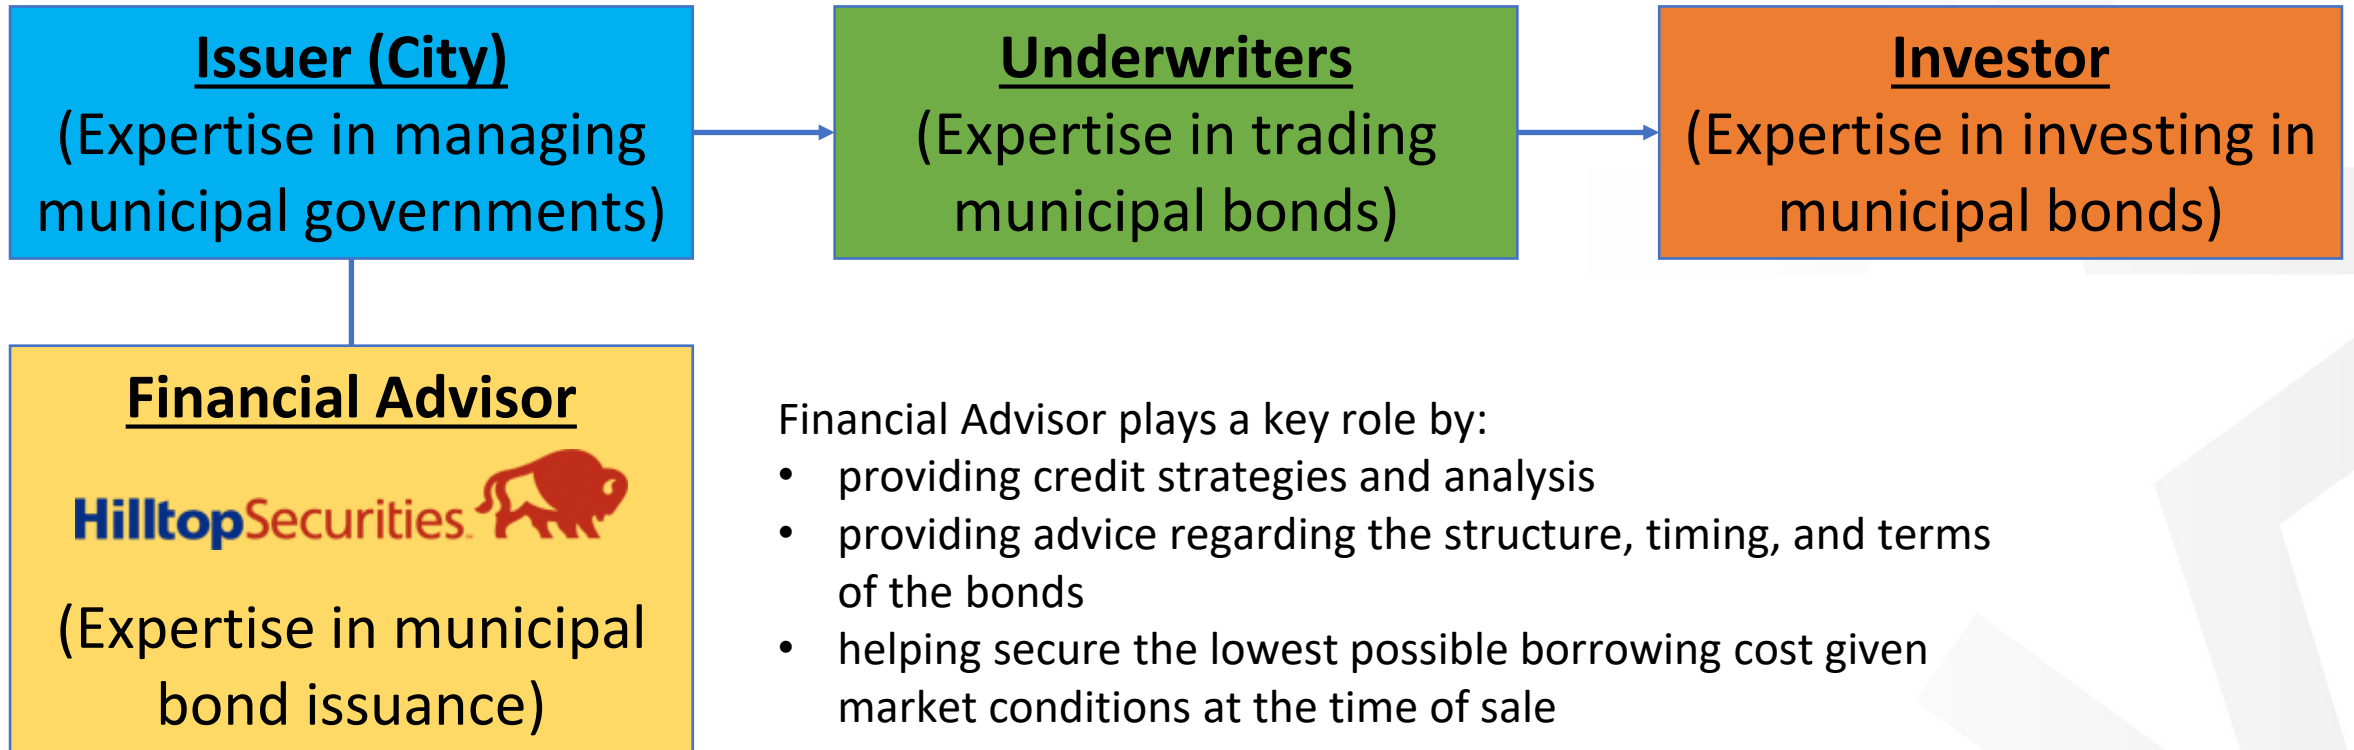 Issuer (City)
(Expertise in managing
municipal governments)
Underwriters
(Expertise in trading
municipal bonds)
Investor
(Expertise in investing in
municipal bonds)
Financial Advisor
HilltopSecurities
(Expertise in municipal
bond issuance)
Financial Advisor plays a key role by:
• providing credit strategies and analysis
• providing advice regarding the structure, timing, and terms
of the bonds
• helping secure the lowest possible borrowing cost given
market conditions at the time of sale